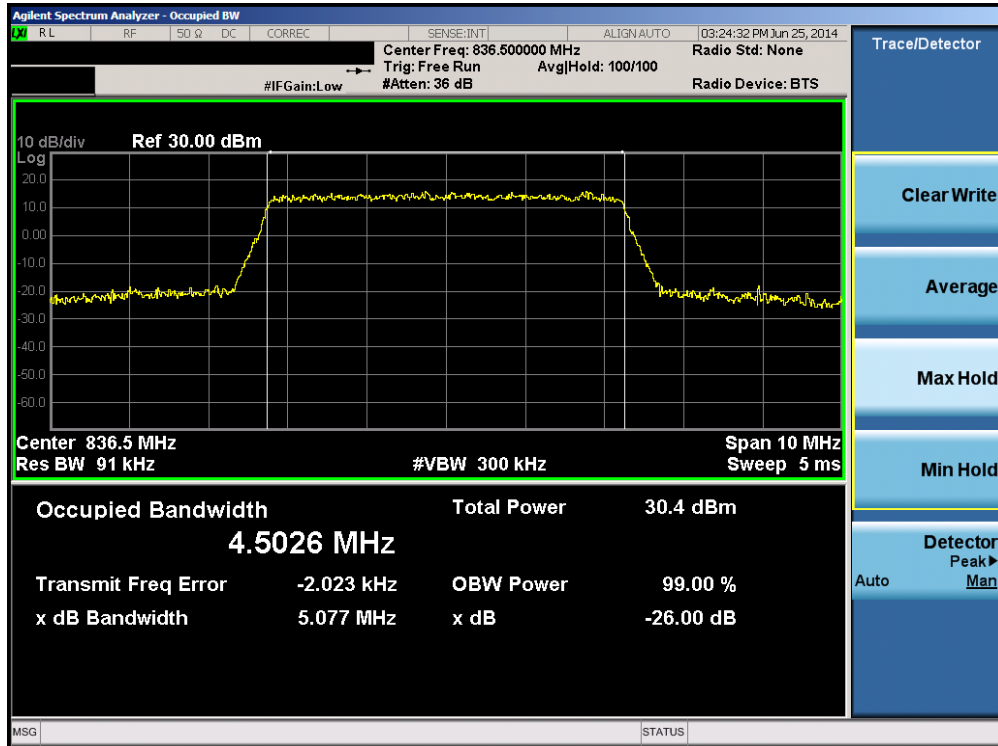 Agilent Spectrum Analyzer - Occupied BW
LXI RL RF 50 Ω DC CORREC SENSE:INT ALIGN AUTO 03:24:32 PM Jun 25, 2014
Center Freq: 836.500000 MHz Radio Std: None
Trig: Free Run Avg|Hold: 100/100
#IFGain:Low #Atten: 36 dB Radio Device: BTS
10 dB/div Ref 30.00 dBm
Log
20.0
10.0
0.00
-10.0
-20.0
-30.0
-40.0
-50.0
-60.0
Center 836.5 MHz Span 10 MHz
Res BW 91 kHz #VBW 300 kHz Sweep 5 ms
Occupied Bandwidth Total Power 30.4 dBm
4.5026 MHz
Transmit Freq Error -2.023 kHz OBW Power 99.00 %
x dB Bandwidth 5.077 MHz x dB -26.00 dB
MSG STATUS
Trace/Detector
Clear Write
Average
Max Hold
Min Hold
Detector
Peak▶
Auto Man